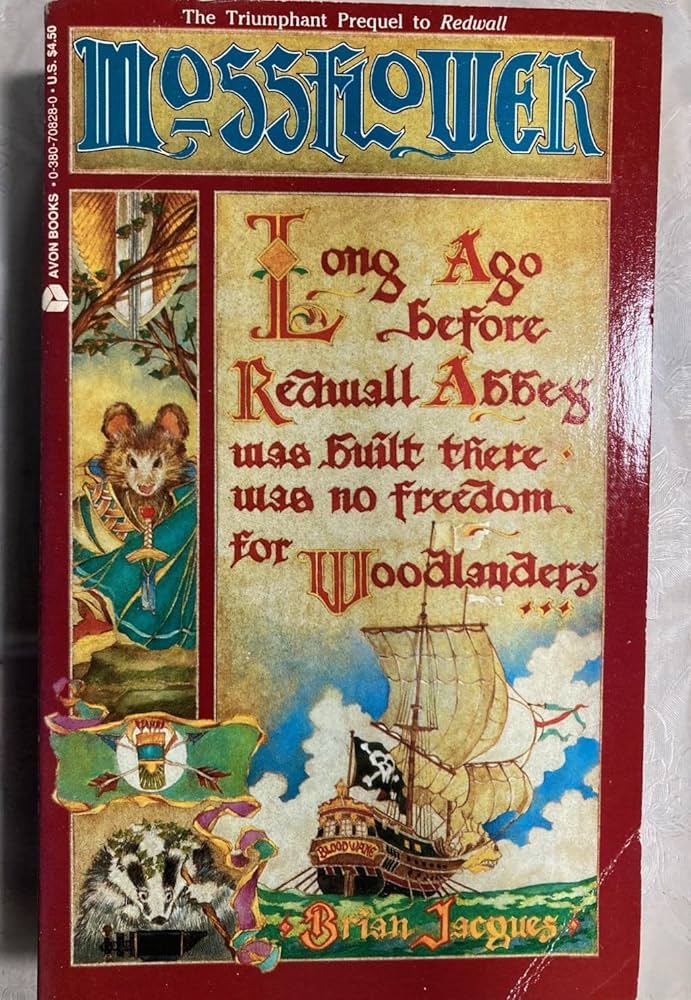 The Triumphant Prequel to Redwall
MOSSFLOWER
AVON BOOKS • 0-380-70828-0 • U.S. $4.50
Long Ago
before
Redwall Abbey
was built there
was no freedom
for Woodlanders
...
BLOODWAKE
Brian Jacques